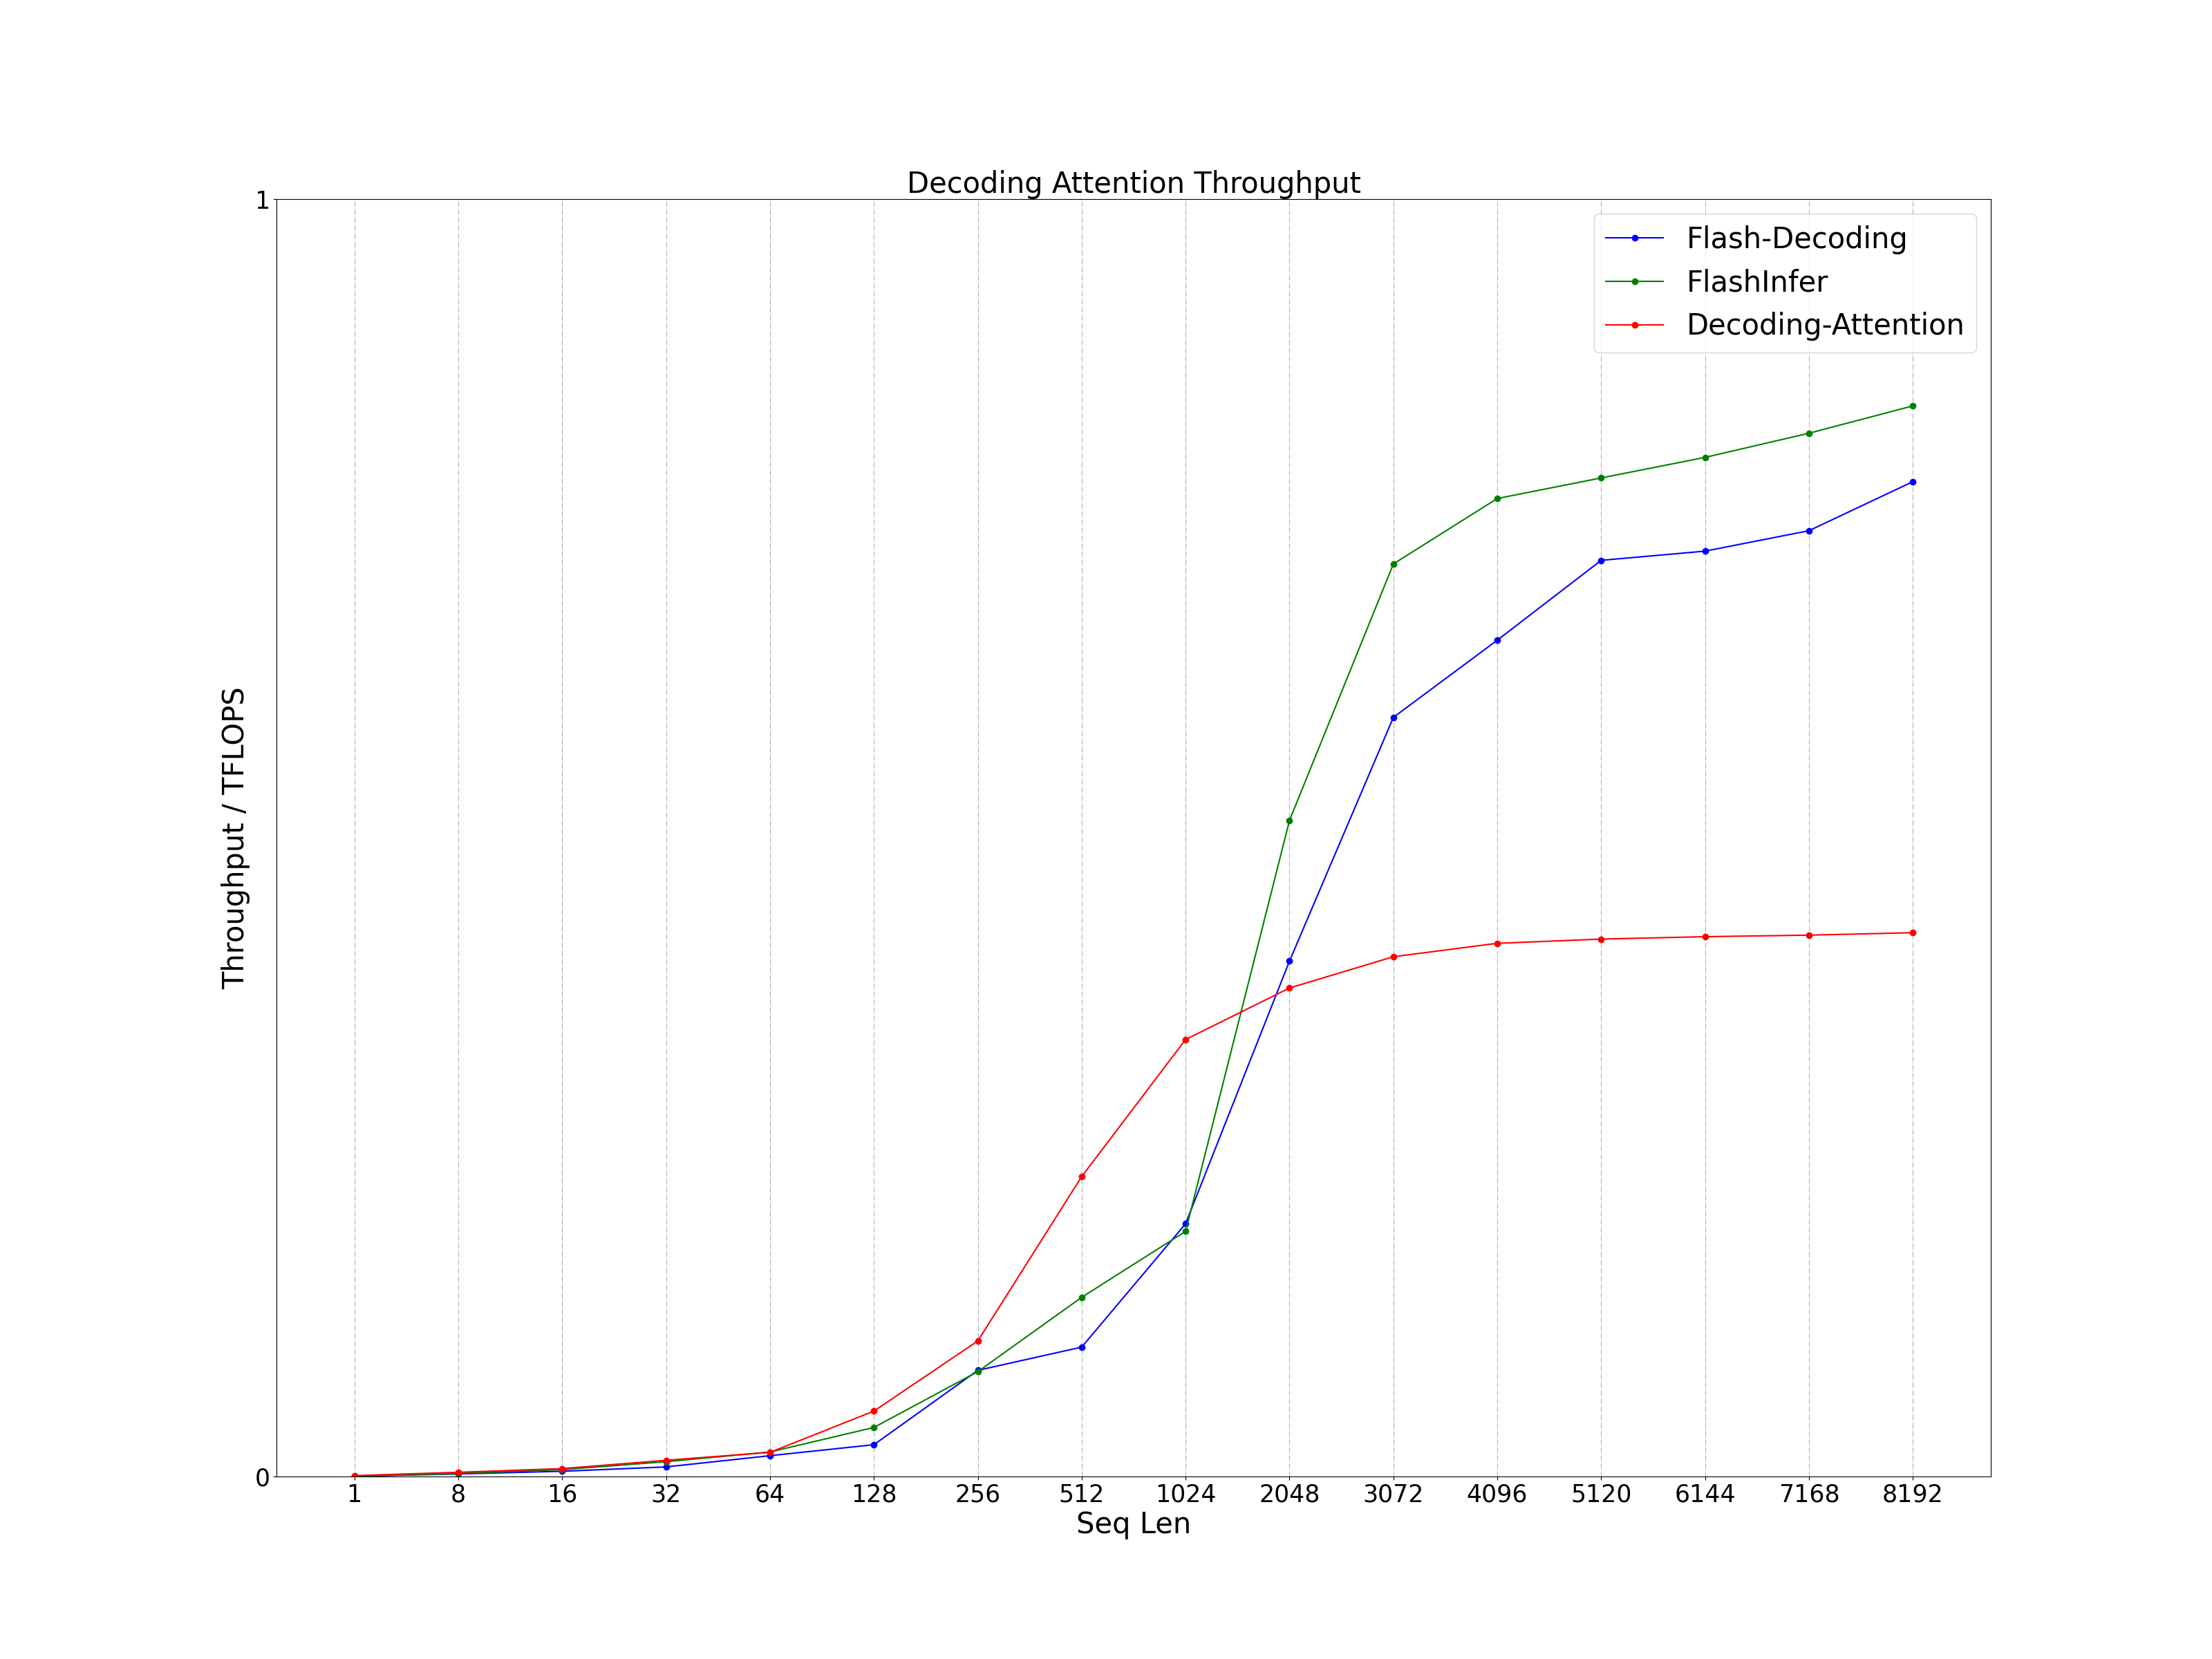 Decoding Attention Throughput
1
Flash-Decoding
FlashInfer
Decoding-Attention
Throughput / TFLOPS
0
1 8 16 32 64 128 256 512 1024 2048 3072 4096 5120 6144 7168 8192
Seq Len